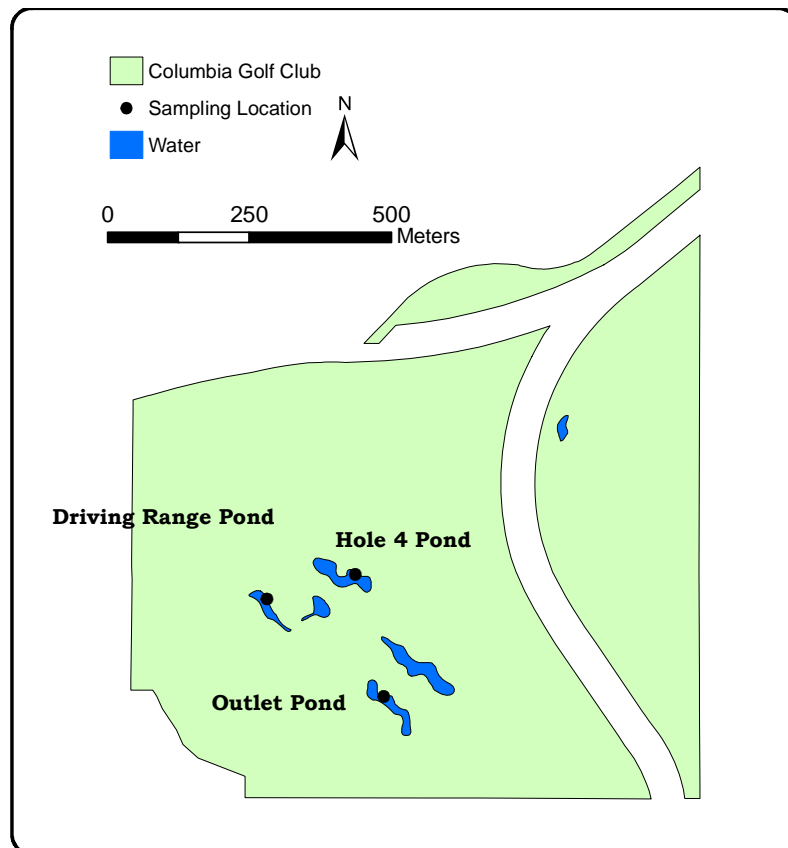 Columbia Golf Club
Sampling Location
Water
N
0 250 500
Meters
Driving Range Pond
Hole 4 Pond
Outlet Pond